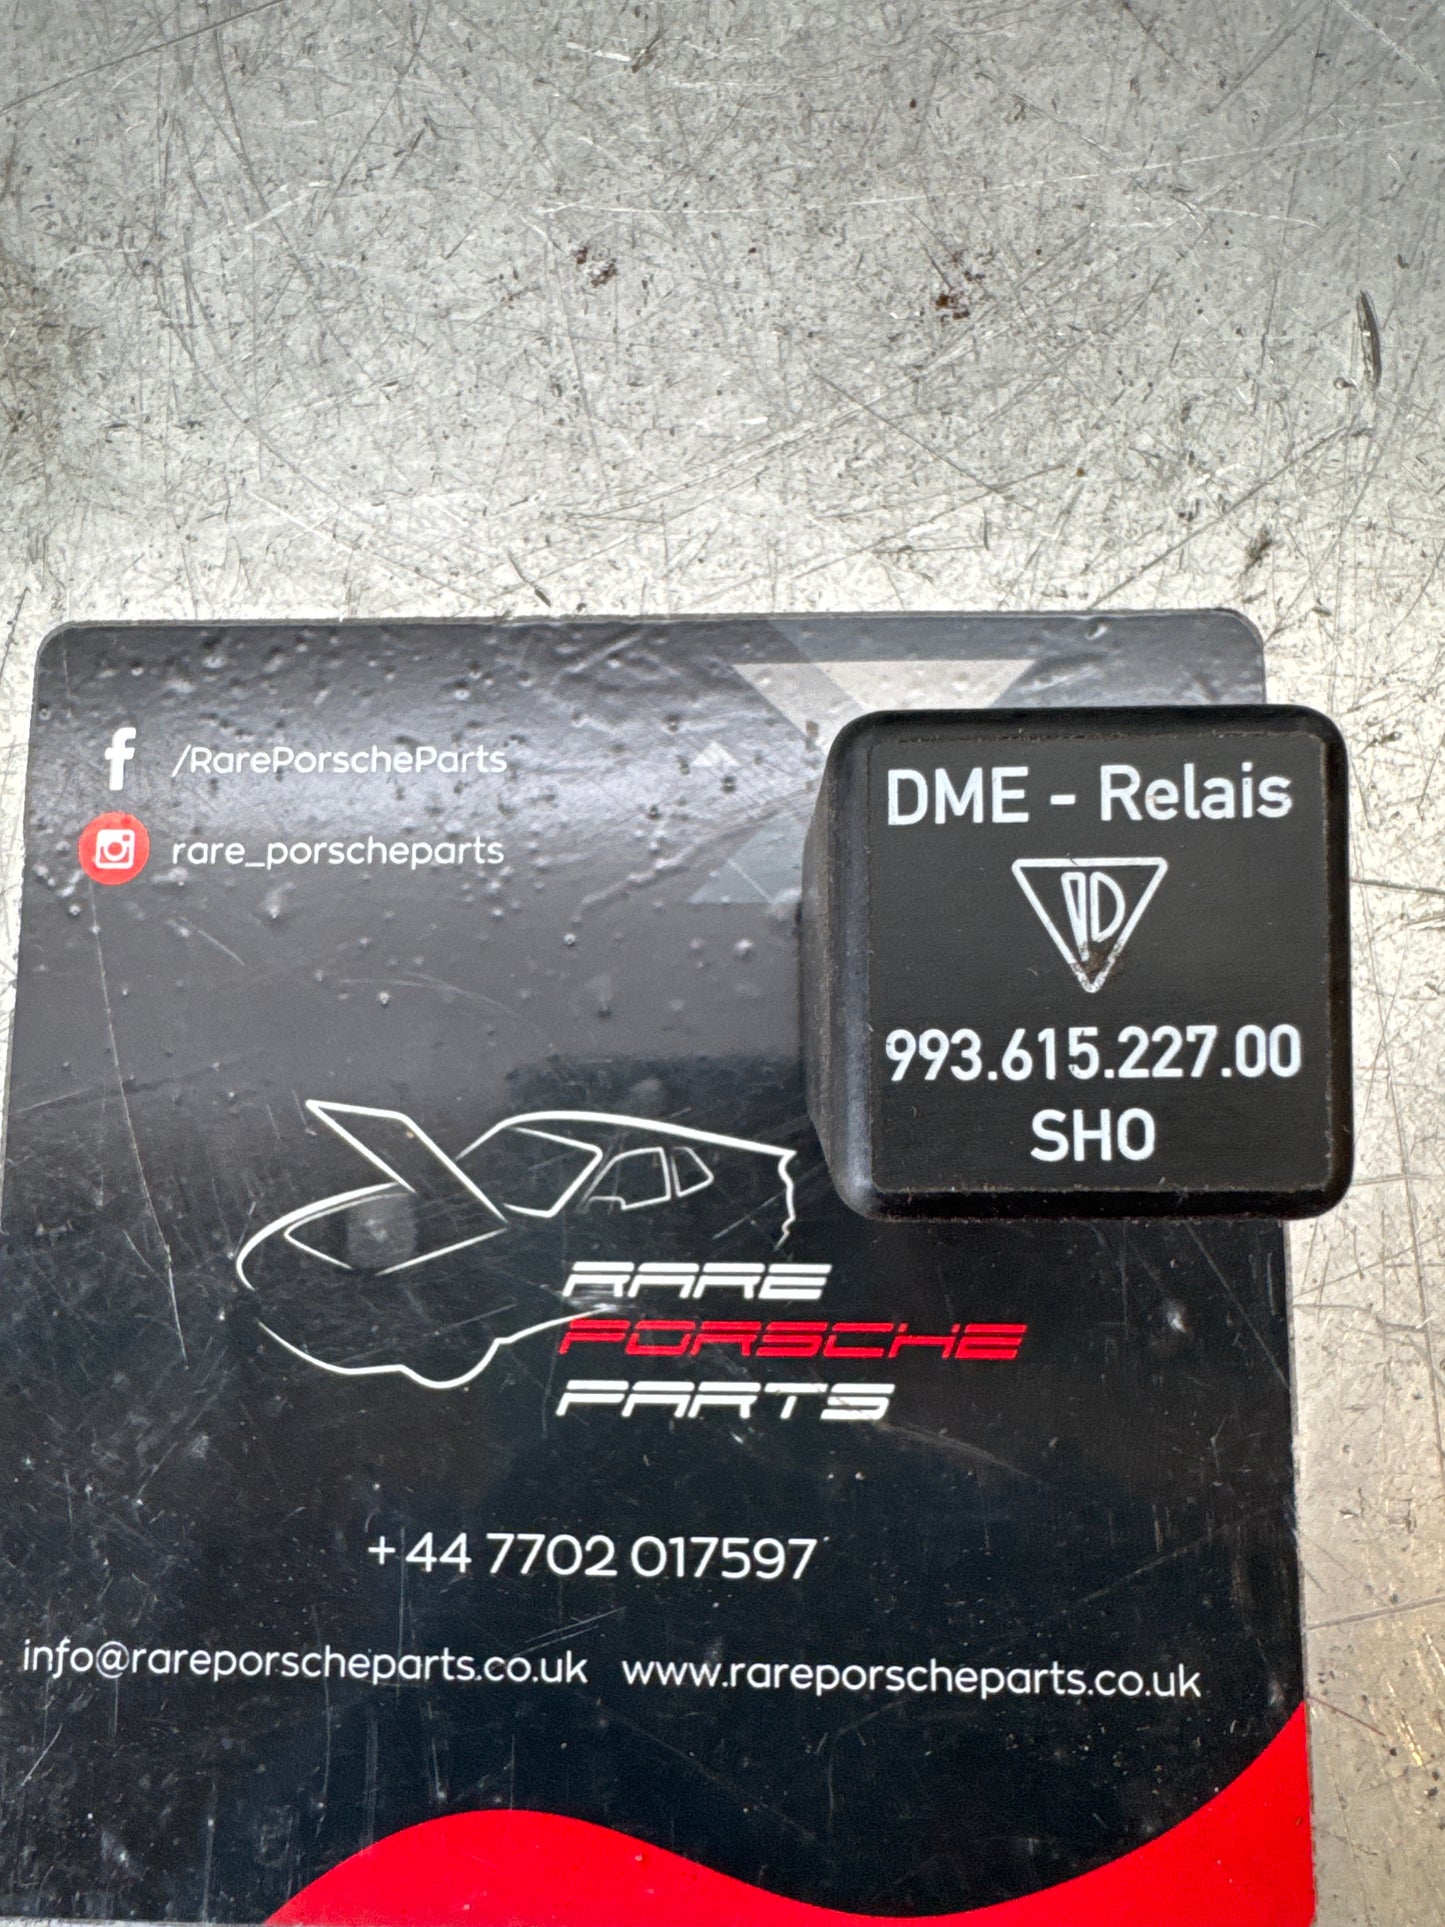 /RarePorscheParts
rare_porscheparts
DME - Relais
993.615.227.00
SHO
RARE
PORSCHE
PARTS
+44 7702 017597
info@rareporscheparts.co.uk www.rareporscheparts.co.uk